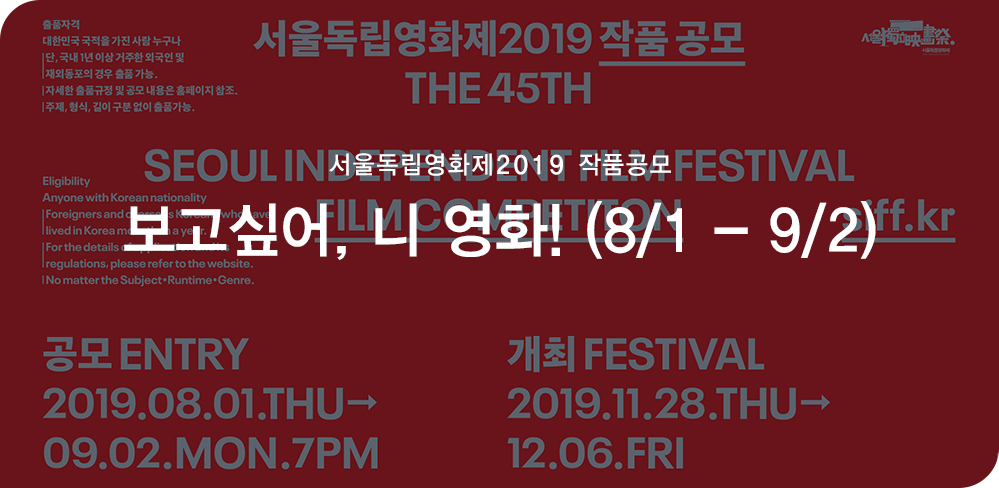 출품자격
대한민국 국적을 가진 사람 누구나
단, 국내 1년 이상 거주한 외국인 및
재외동포의 경우 출품 가능.
자세한 출품규정 및 공모 내용은 홈페이지 참조.
주제, 형식, 길이 구분 없이 출품가능.
서울독립영화제2019 작품 공모
THE 45TH
SEOUL INDEPENDENT FILM FESTIVAL
FILM COMPETITION
siff.kr
서울독립영화제2019 작품공모
보고싶어, 니 영화! (8/1 – 9/2)
Eligibility
Anyone with Korean nationality
Foreigners and overseas Koreans who have
lived in Korea more than a year.
For the details of
regulations, please refer to the website.
No matter the Subject•Runtime•Genre.
공모 ENTRY
2019.08.01.THU→
09.02.MON.7PM
개최 FESTIVAL
2019.11.28.THU→
12.06.FRI